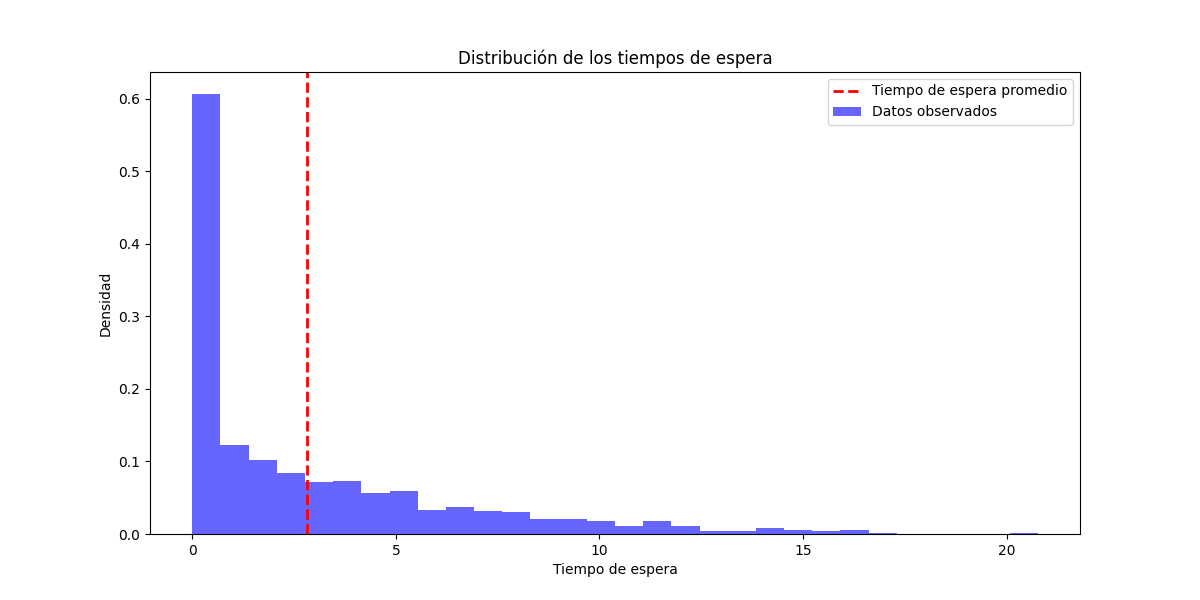 Distribución de los tiempos de espera
Tiempo de espera promedio
Datos observados
Densidad
0.6
0.5
0.4
0.3
0.2
0.1
0.0
0
5
10
15
20
Tiempo de espera